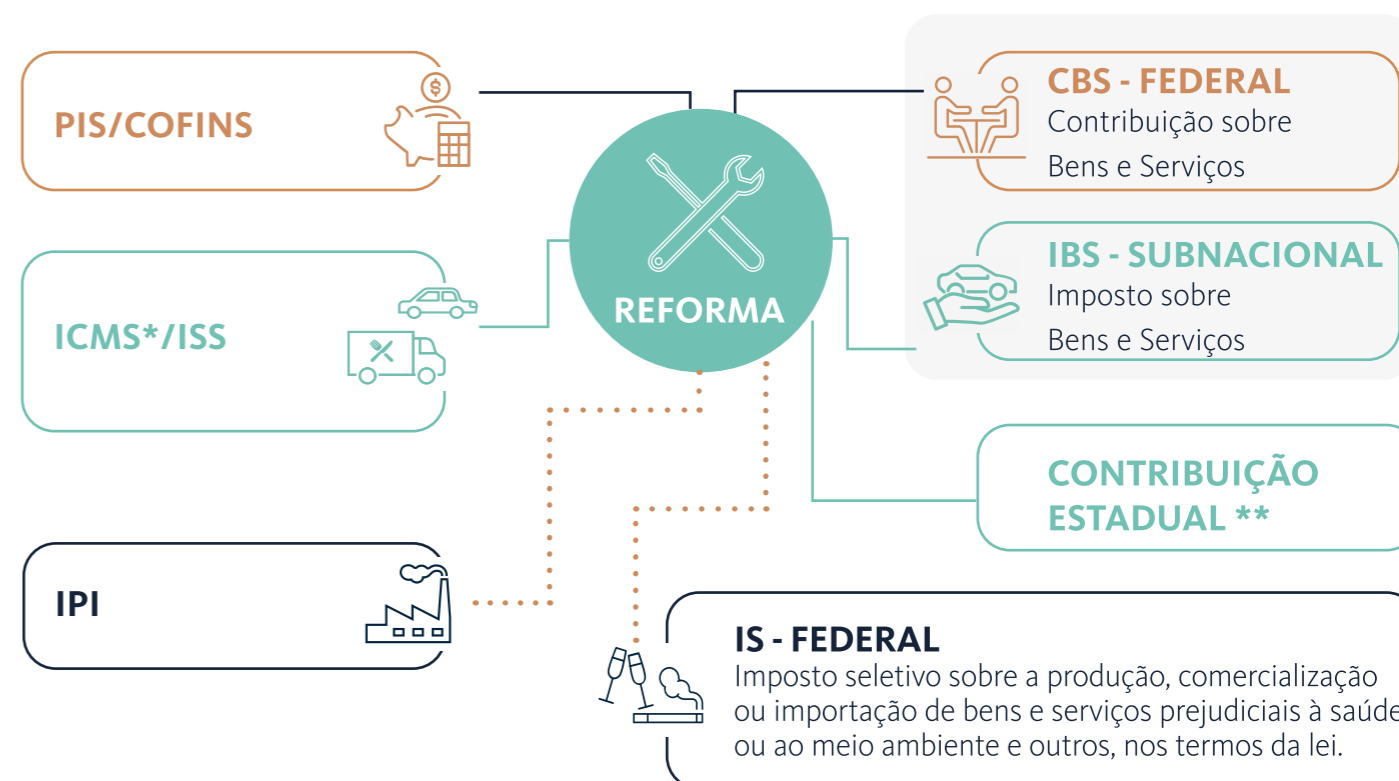 PIS/COFINS
$
CBS - FEDERAL
Contribuição sobre
Bens e Serviços
ICMS*/ISS
REFORMA
IBS - SUBNACIONAL
Imposto sobre
Bens e Serviços
CONTRIBUIÇÃO
ESTADUAL **
IPI
IS - FEDERAL
Imposto seletivo sobre a produção, comercialização
ou importação de bens e serviços prejudiciais à saúde
ou ao meio ambiente e outros, nos termos da lei.